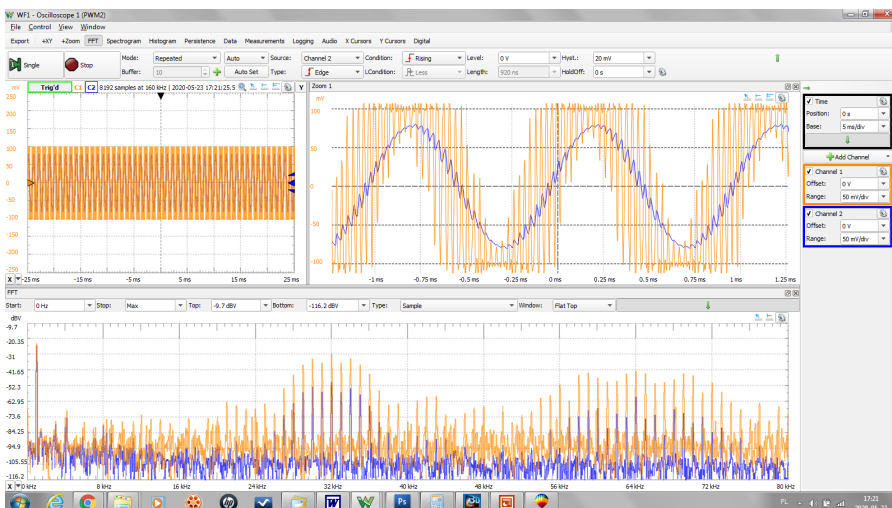 WF1 - Oscilloscope 1 (PWM2)
File Control View Window
Export +XY +Zoom FFT Spectrogram Histogram Persistence Data Measurements Logging Audio X Cursors Y Cursors Digital
Single Stop Mode: Repeated Auto Source: Channel 2 Condition: Rising Level: 0 V Hyst.: 20 mV
Buffer: 10 Auto Set Type: Edge LCondition: Less Length: 920 ns HoldOff: 0 s
mV Trig'd C1 C2 8192 samples at 160 kHz | 2020-05-23 17:21:25.5 Y
250
200
150
100
50
0
-50
-100
-150
-200
-250
X -25 ms -15 ms -5 ms 5 ms 15 ms 25 ms
Zoom 1
mV
100
50
0
-50
-100
-1 ms -0.75 ms -0.5 ms -0.25 ms 0 ms 0.25 ms 0.5 ms 0.75 ms 1 ms 1.25 ms
Time
Position: 0 s
Base: 5 ms/div
Add Channel
Channel 1
Offset: 0 V
Range: 50 mV/div
Channel 2
Offset: 0 V
Range: 50 mV/div
FFT
Start: 0 Hz Stop: Max Top: -9.7 dBV Bottom: -116.2 dBV Type: Sample Window: Flat Top
dBV
-9.7
-20.35
-31
-41.65
-52.3
-62.95
-73.6
-84.25
-94.9
-105.55
-116.2
X 0 kHz 8 kHz 16 kHz 24 kHz 32 kHz 40 kHz 48 kHz 56 kHz 64 kHz 72 kHz 80 kHz
W Ps PL 17:21
2020-05-23